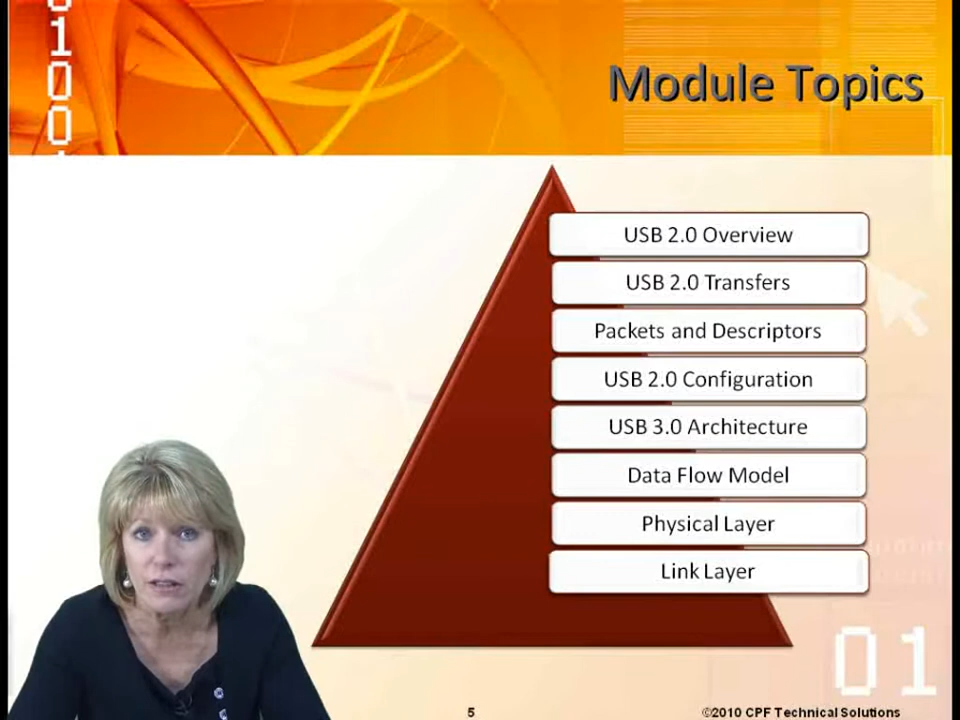 0100
Module Topics
USB 2.0 Overview
USB 2.0 Transfers
Packets and Descriptors
USB 2.0 Configuration
USB 3.0 Architecture
Data Flow Model
Physical Layer
Link Layer
01
5
©2010 CPF Technical Solutions